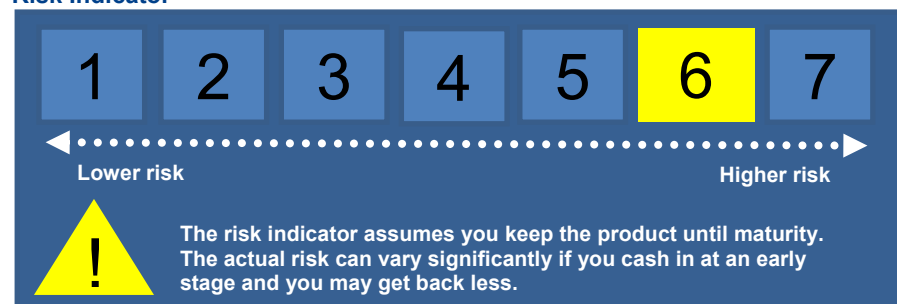 Risk Indicator
1 2 3 4 5 6 7
Lower risk Higher risk
!
The risk indicator assumes you keep the product until maturity.
The actual risk can vary significantly if you cash in at an early
stage and you may get back less.